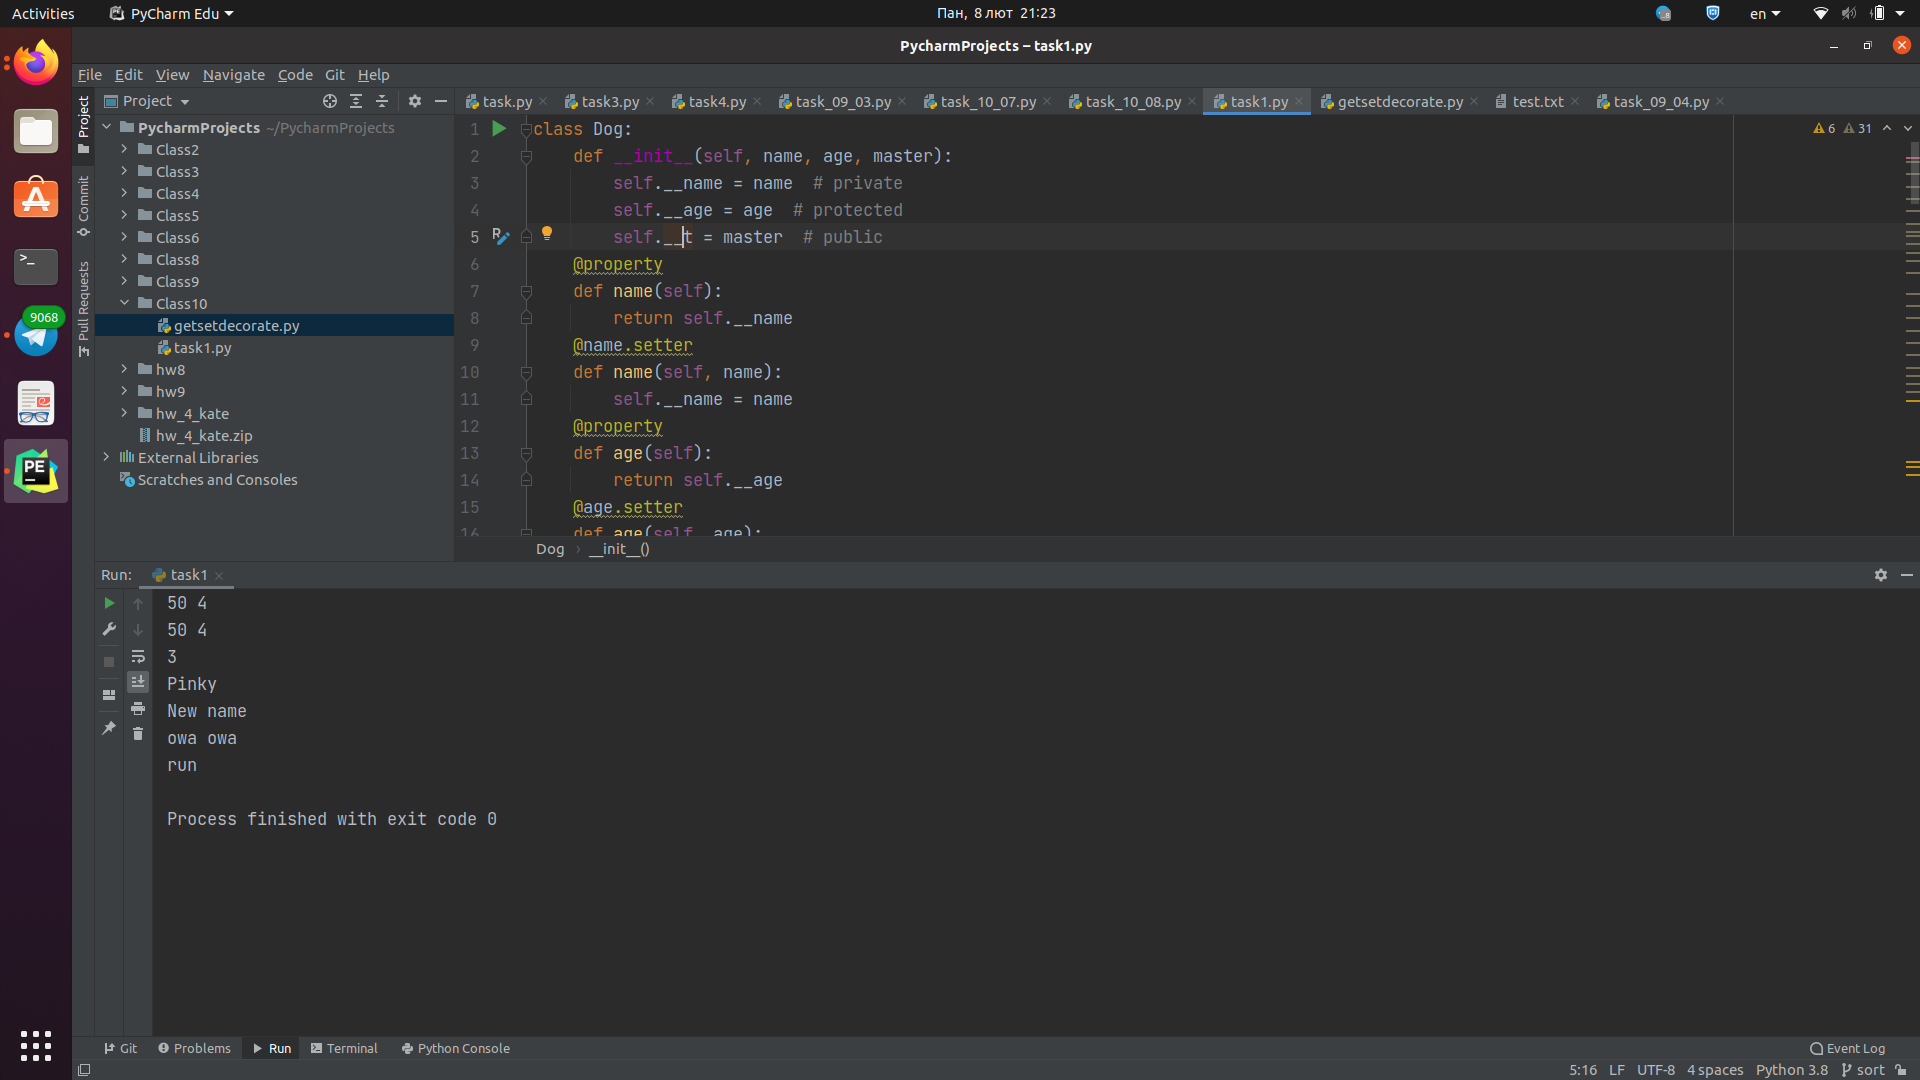 Activities PyCharm Edu Пан, 8 лют 21:23 en
PycharmProjects – task1.py
File Edit View Navigate Code Git Help
Project task.py task3.py task4.py task_09_03.py task_10_07.py task_10_08.py task1.py getsetdecorate.py test.txt task_09_04.py
Project
Commit
Pull Requests
PycharmProjects ~/PycharmProjects
Class2
Class3
Class4
Class5
Class6
Class8
Class9
Class10
getsetdecorate.py
task1.py
hw8
hw9
hw_4_kate
hw_4_kate.zip
External Libraries
Scratches and Consoles
9068
PE
6 31
1 class Dog:
2 def __init__(self, name, age, master):
3 self.__name = name # private
4 self.__age = age # protected
5 self.__t = master # public
6 @property
7 def name(self):
8 return self.__name
9 @name.setter
10 def name(self, name):
11 self.__name = name
12 @property
13 def age(self):
14 return self.__age
15 @age.setter
16 def age(self, age):
Dog › __init__()
Run: task1
50 4
50 4
3
Pinky
New name
owa owa
run
Process finished with exit code 0
Git Problems Run Terminal Python Console Event Log
5:16 LF UTF-8 4 spaces Python 3.8 sort